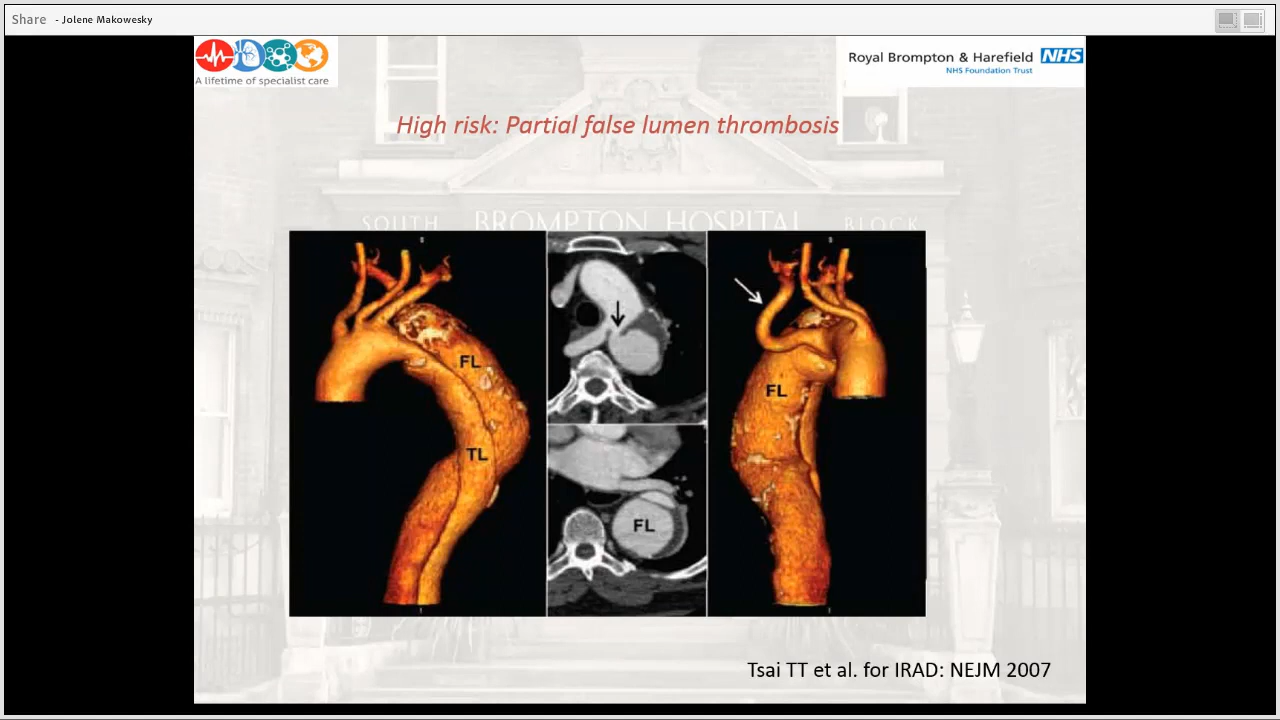 Share - Jolene Makowesky
A lifetime of specialist care
Royal Brompton & Harefield NHS
NHS Foundation Trust
High risk: Partial false lumen thrombosis
SOUTH BROMPTON HOSPITAL BLOCK
FL
TL
FL
FL
Tsai TT et al. for IRAD: NEJM 2007